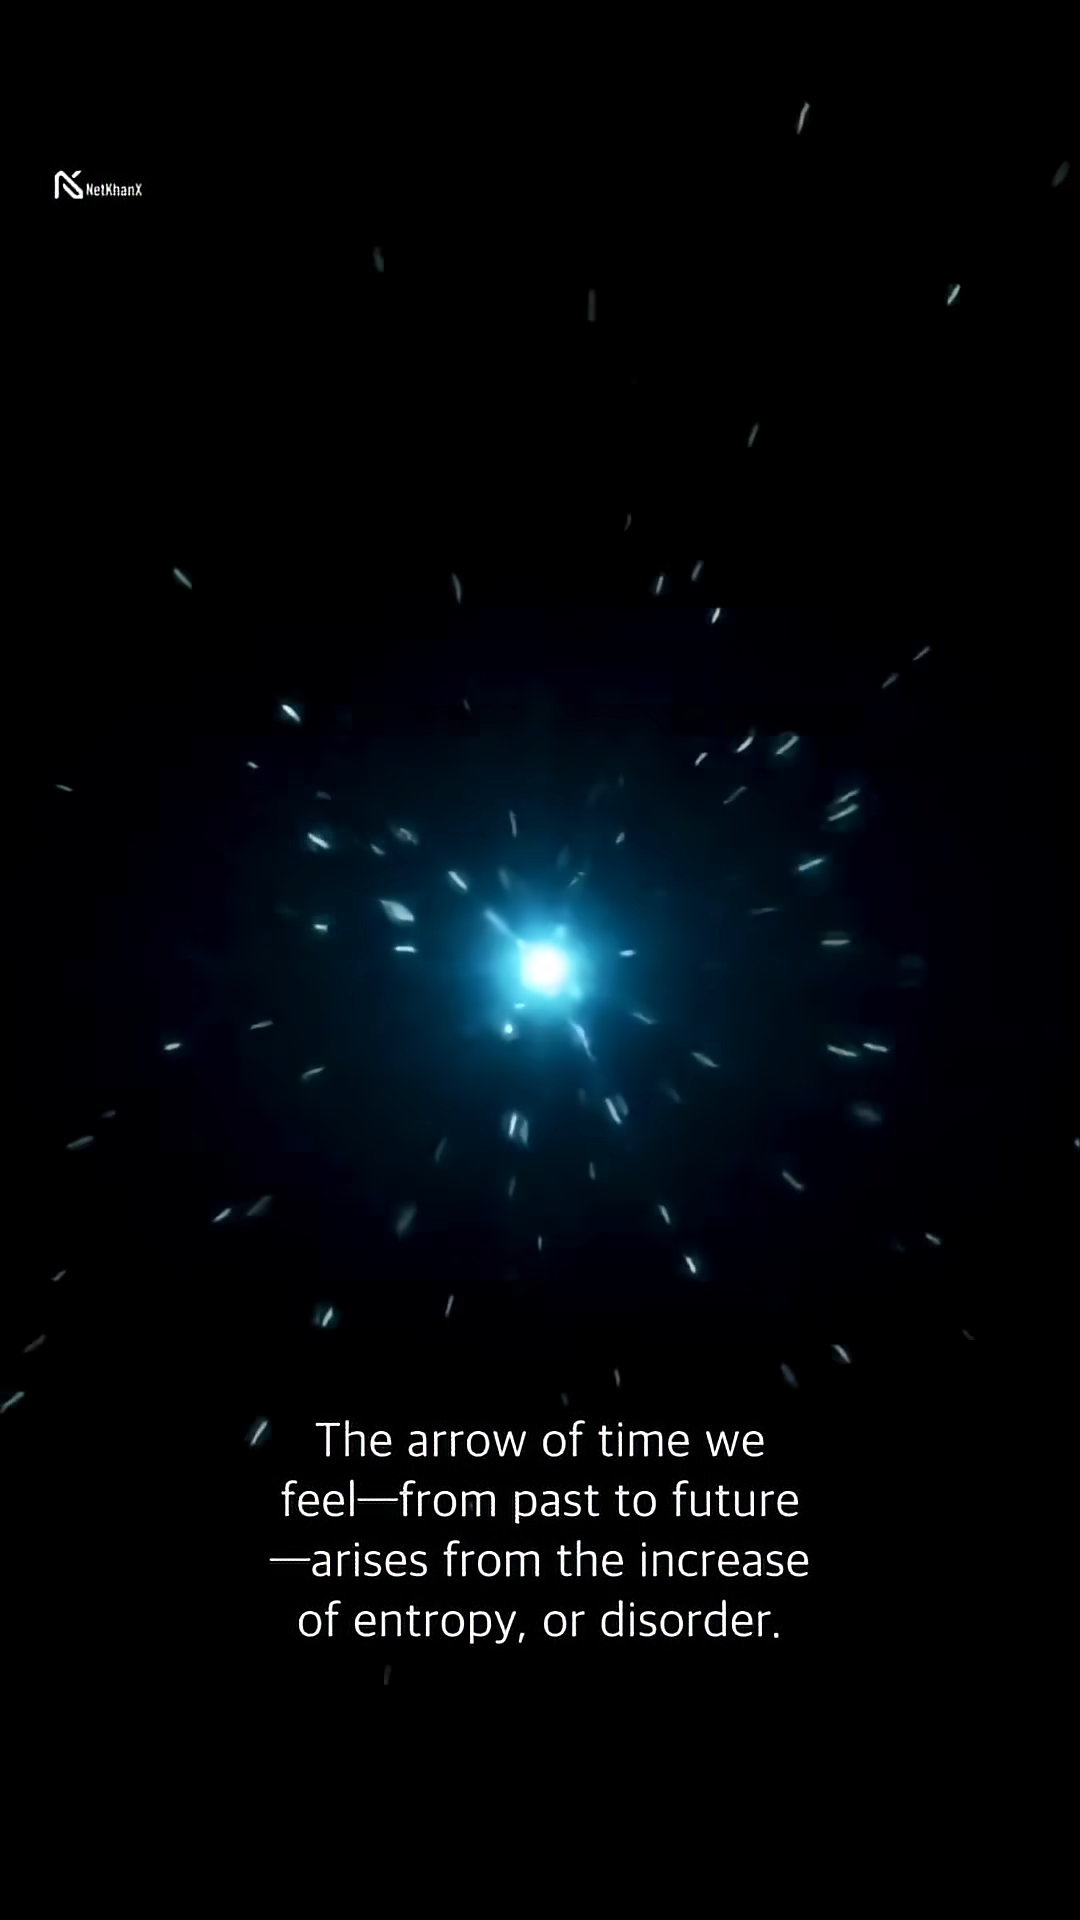 NetKhanX
The arrow of time we
feel—from past to future
—arises from the increase
of entropy, or disorder.